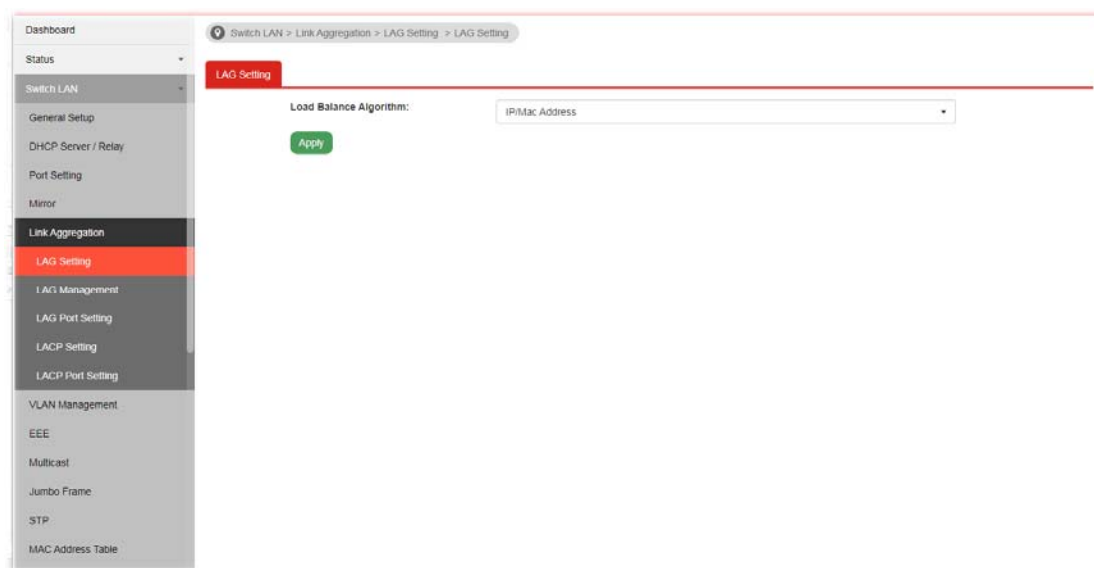 Dashboard
Status
Switch LAN
General Setup
DHCP Server / Relay
Port Setting
Mirror
Link Aggregation
LAG Setting
LAG Management
LAG Port Setting
LACP Setting
LACP Port Setting
VLAN Management
EEE
Multicast
Jumbo Frame
STP
MAC Address Table
Switch LAN > Link Aggregation > LAG Setting > LAG Setting
LAG Setting
Load Balance Algorithm: IP/Mac Address
Apply